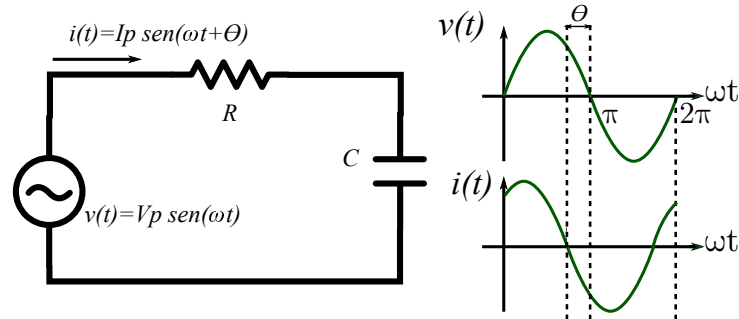 i(t)=Ip sen(ωt+Θ)
R
C
v(t)=Vp sen(ωt)
v(t)
Θ
ωt
π
2π
i(t)
ωt